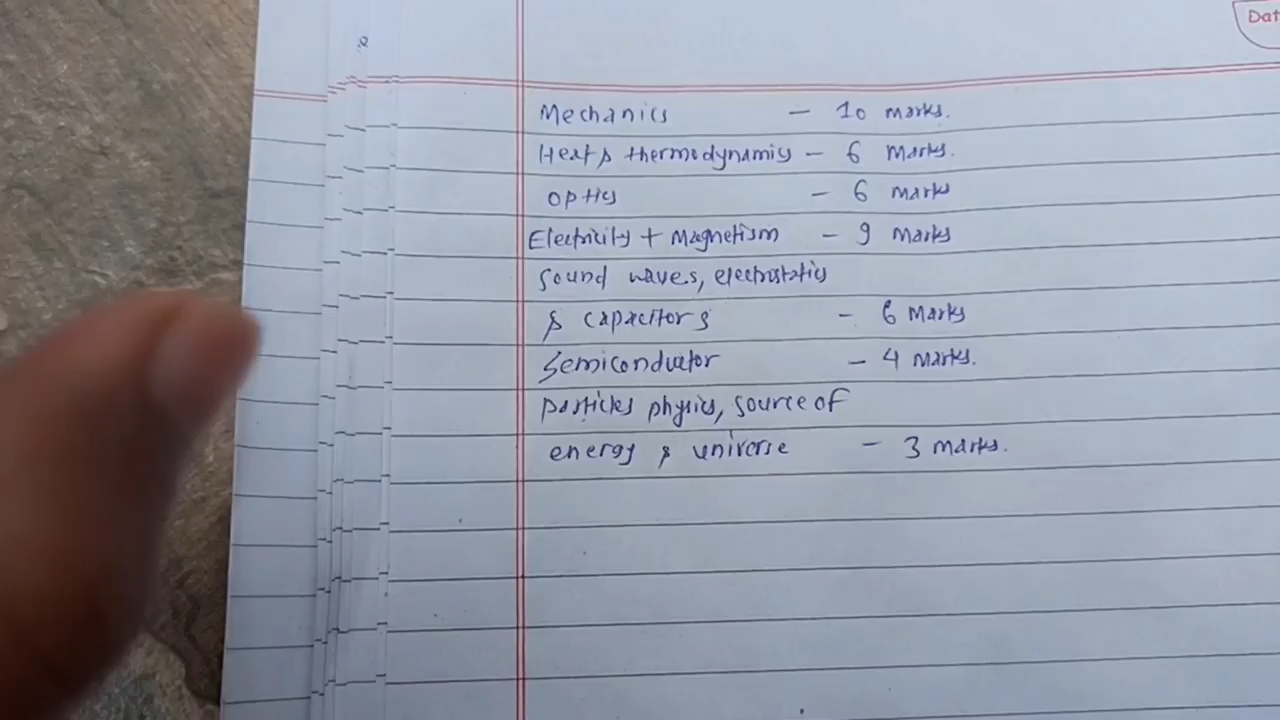 Dat
Mechanics - 10 marks.
Heat & thermodynamics - 6 Marks.
optics - 6 marks
Electricity + Magnetism - 9 Marks
sound waves, electrostatics
& capacitors - 6 Marks
Semiconductor - 4 marks.
particles physics, source of
energy & universe - 3 marks.